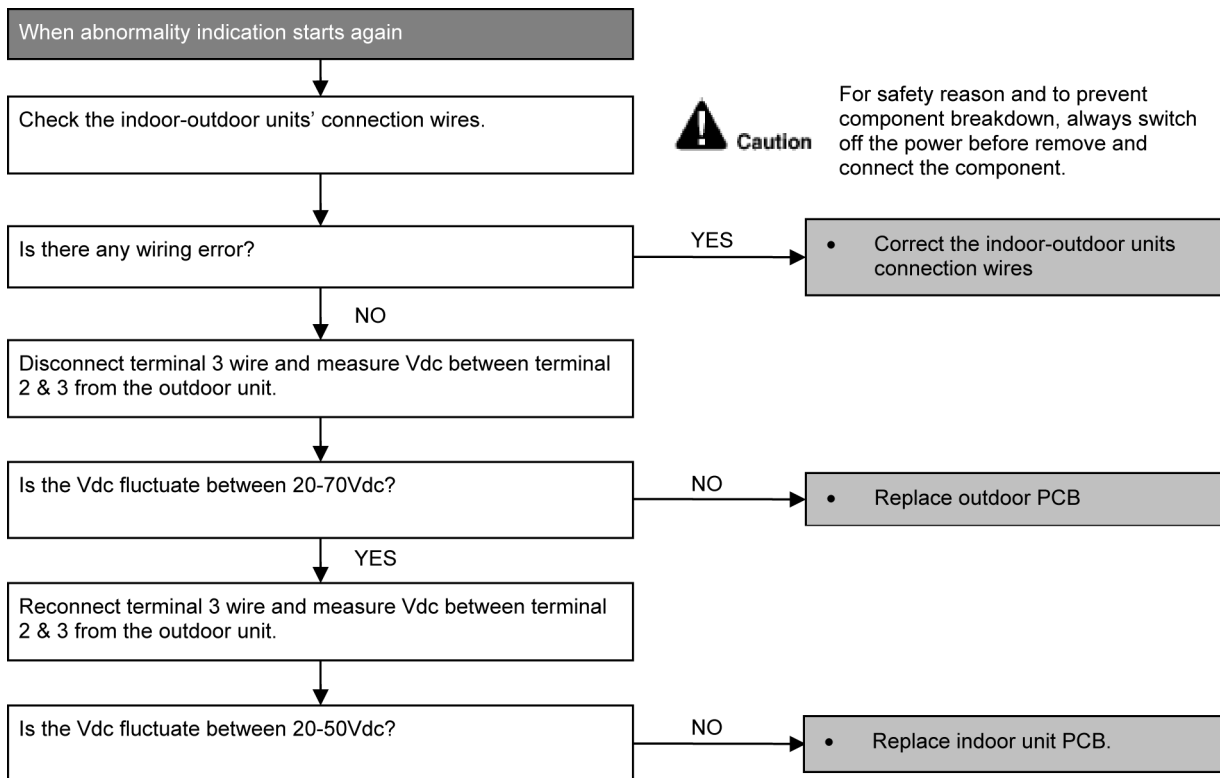 When abnormality indication starts again
Check the indoor-outdoor units’ connection wires.
Caution
For safety reason and to prevent
component breakdown, always switch
off the power before remove and
connect the component.
Is there any wiring error?
YES
• Correct the indoor-outdoor units
connection wires
NO
Disconnect terminal 3 wire and measure Vdc between terminal
2 & 3 from the outdoor unit.
Is the Vdc fluctuate between 20-70Vdc?
NO
• Replace outdoor PCB
YES
Reconnect terminal 3 wire and measure Vdc between terminal
2 & 3 from the outdoor unit.
Is the Vdc fluctuate between 20-50Vdc?
NO
• Replace indoor unit PCB.